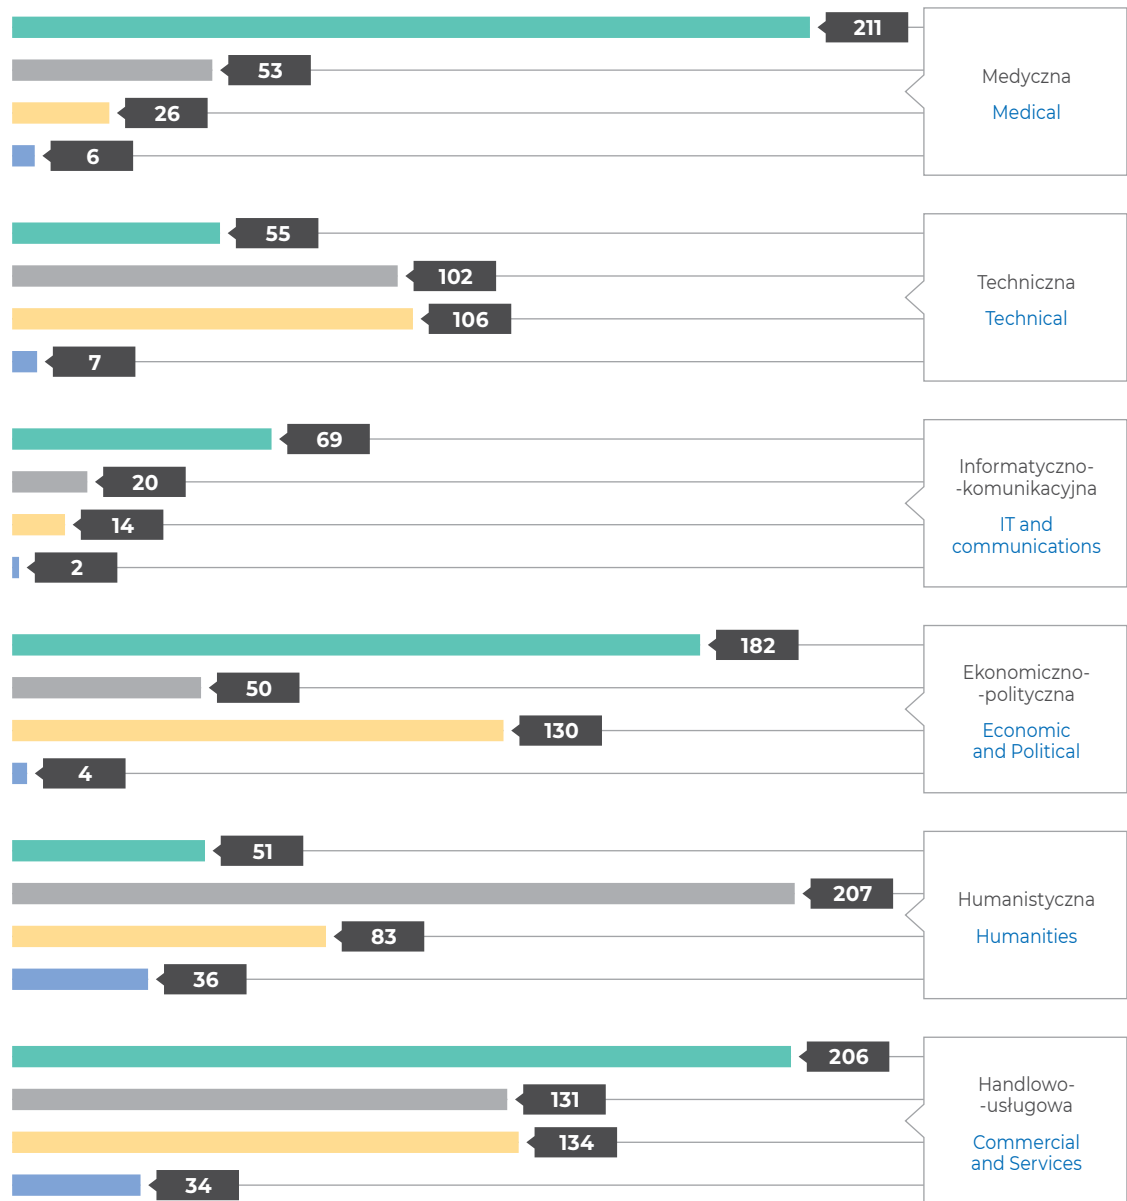 211
53
26
6
Medyczna
Medical
55
102
106
7
Techniczna
Technical
69
20
14
2
Informatyczno-
-komunikacyjna
IT and
communications
182
50
130
4
Ekonomiczno-
-polityczna
Economic
and Political
51
207
83
36
Humanistyczna
Humanities
206
131
134
34
Handlowo-
-usługowa
Commercial
and Services